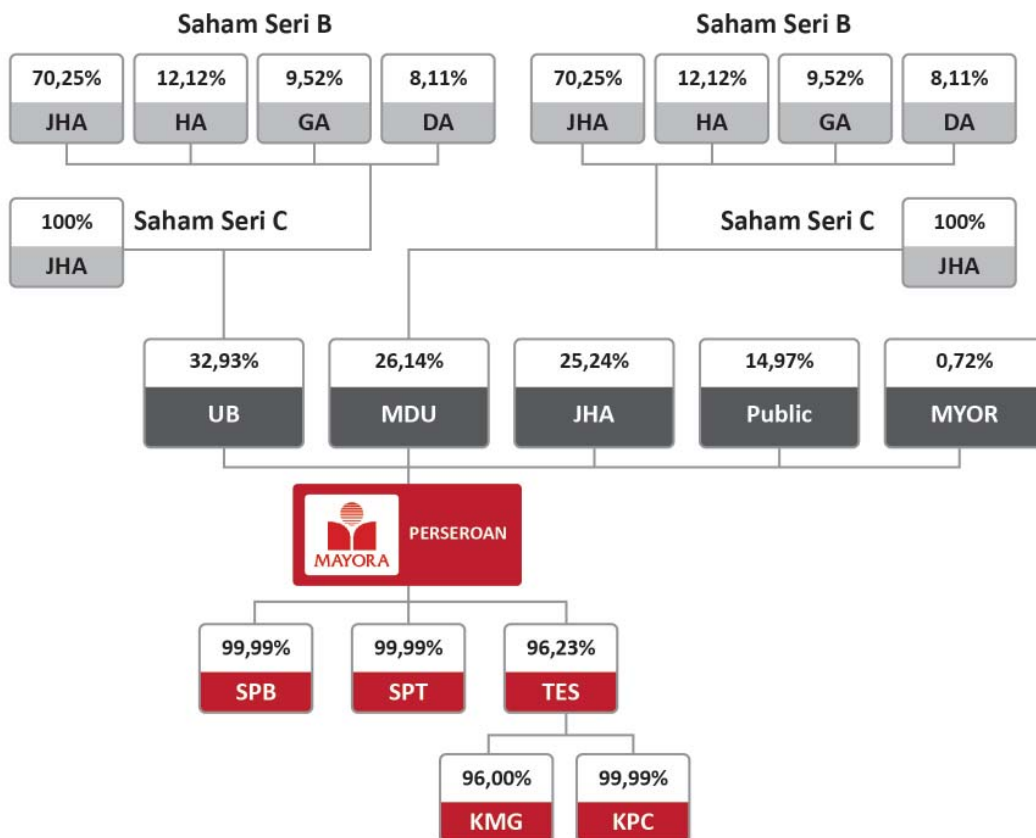 Saham Seri B
Saham Seri B
70,25% 12,12% 9,52% 8,11% 70,25% 12,12% 9,52% 8,11%
JHA HA GA DA JHA HA GA DA
100% Saham Seri C Saham Seri C 100%
JHA JHA
32,93% 26,14% 25,24% 14,97% 0,72%
UB MDU JHA Public MYOR
MAYORA PERSEROAN
99,99% 99,99% 96,23%
SPB SPT TES
96,00% 99,99%
KMG KPC